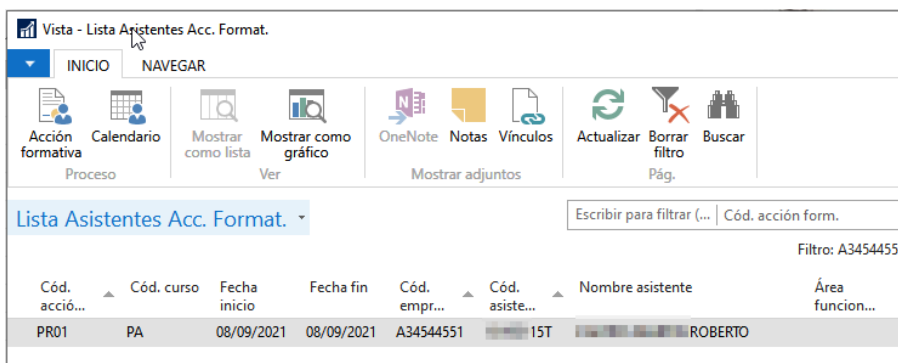 Vista - Lista Asistentes Acc. Format.
INICIO NAVEGAR
Acción formativa Calendario Mostrar como lista Mostrar como gráfico OneNote Notas Vínculos Actualizar Borrar filtro Buscar
Proceso Ver Mostrar adjuntos Pág.
Lista Asistentes Acc. Format. Escribir para filtrar (... Cód. acción form.
Filtro: A3454455
Cód. acció... Cód. curso Fecha inicio Fecha fin Cód. empr... Cód. asiste... Nombre asistente Área funcion...
PR01 PA 08/09/2021 08/09/2021 A34544551 15T ROBERTO